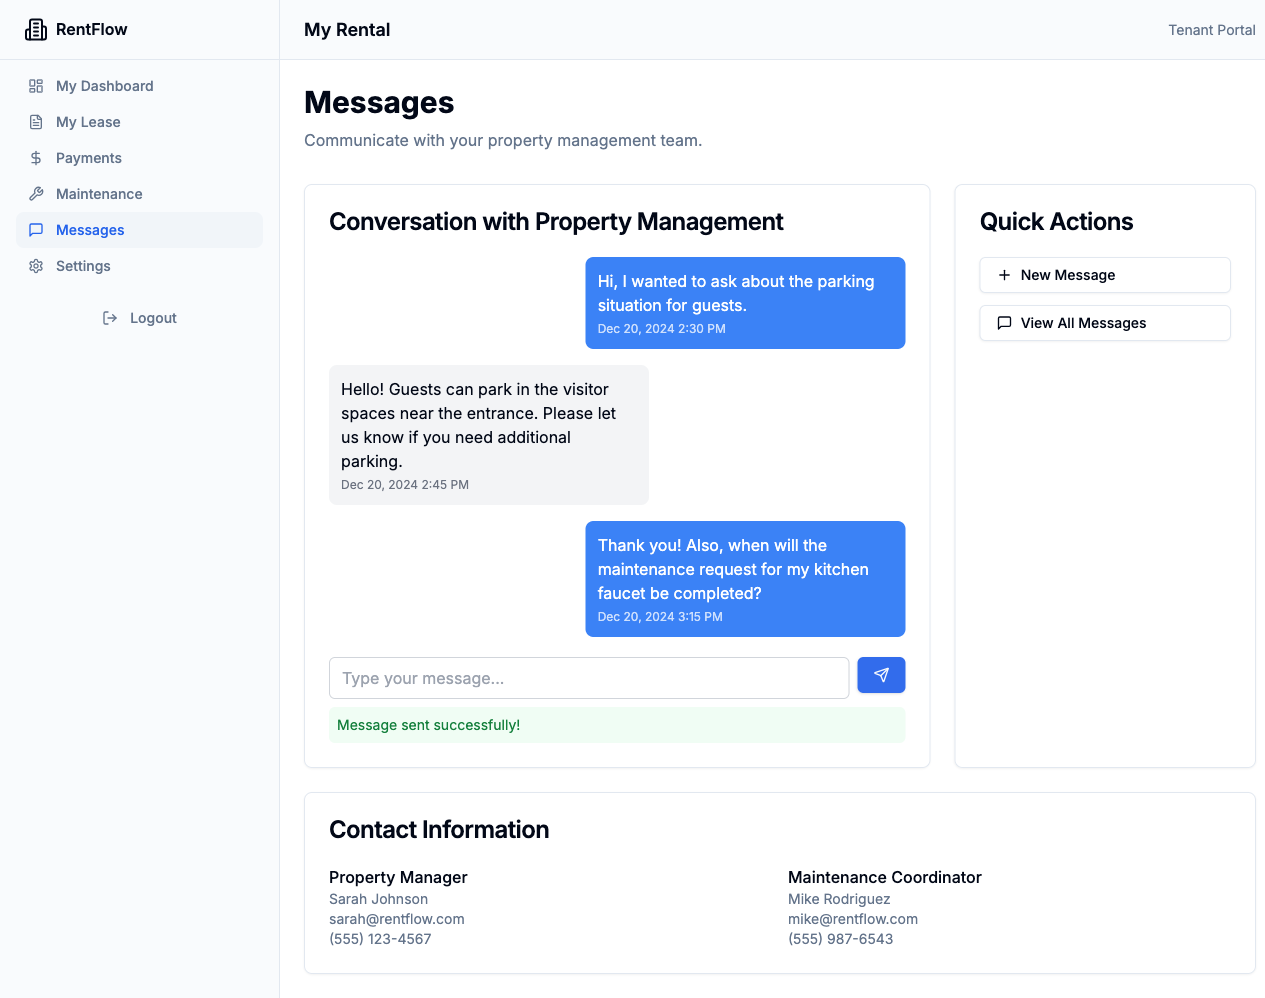 RentFlow
My Rental
Tenant Portal
My Dashboard
My Lease
Payments
Maintenance
Messages
Settings
Logout
Messages
Communicate with your property management team.
Conversation with Property Management
Hi, I wanted to ask about the parking
situation for guests.
Dec 20, 2024 2:30 PM
Hello! Guests can park in the visitor
spaces near the entrance. Please let
us know if you need additional
parking.
Dec 20, 2024 2:45 PM
Thank you! Also, when will the
maintenance request for my kitchen
faucet be completed?
Dec 20, 2024 3:15 PM
Type your message...
Message sent successfully!
Quick Actions
New Message
View All Messages
Contact Information
Property Manager
Sarah Johnson
sarah@rentflow.com
(555) 123-4567
Maintenance Coordinator
Mike Rodriguez
mike@rentflow.com
(555) 987-6543